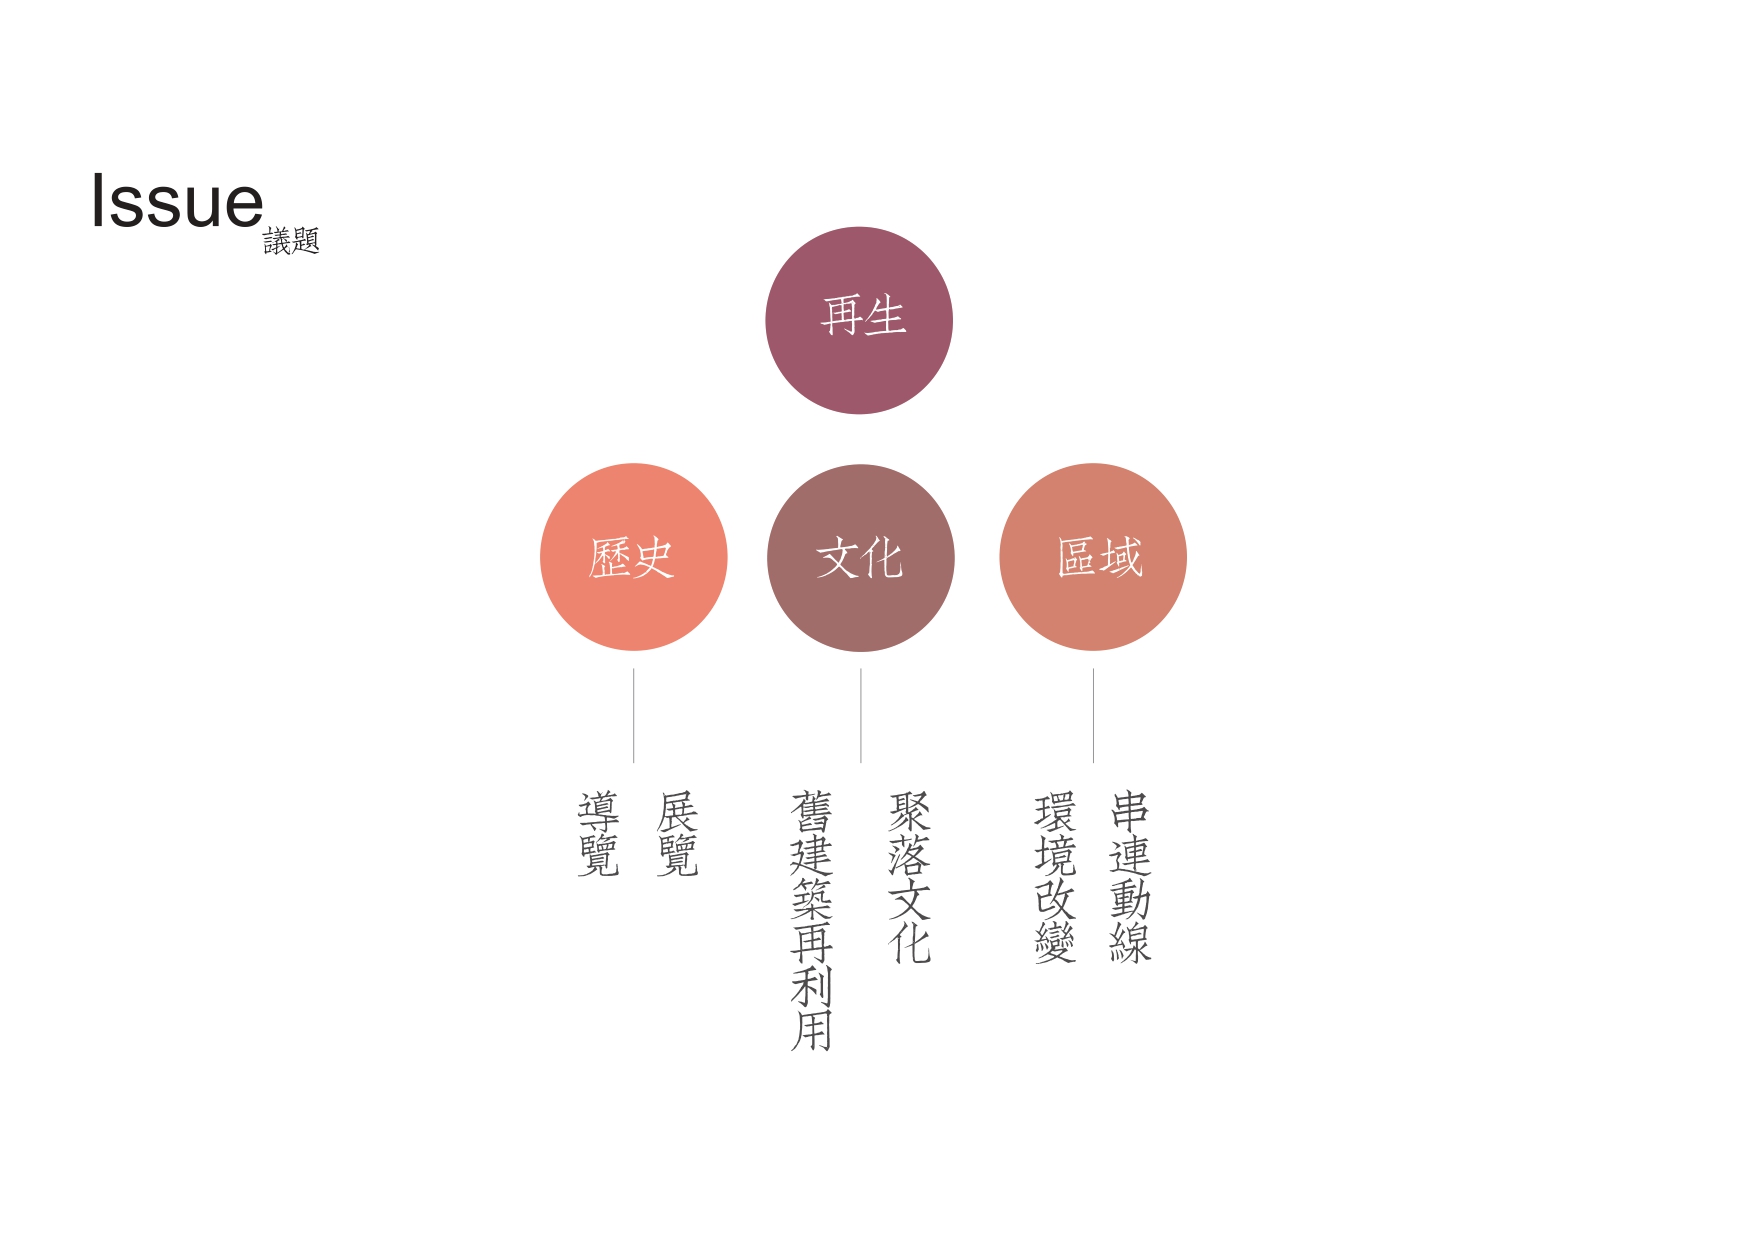 Issue
議題
再生
歷史
文化
區域
展覽
導覽
聚落文化
舊建築再利用
串連動線
環境改變